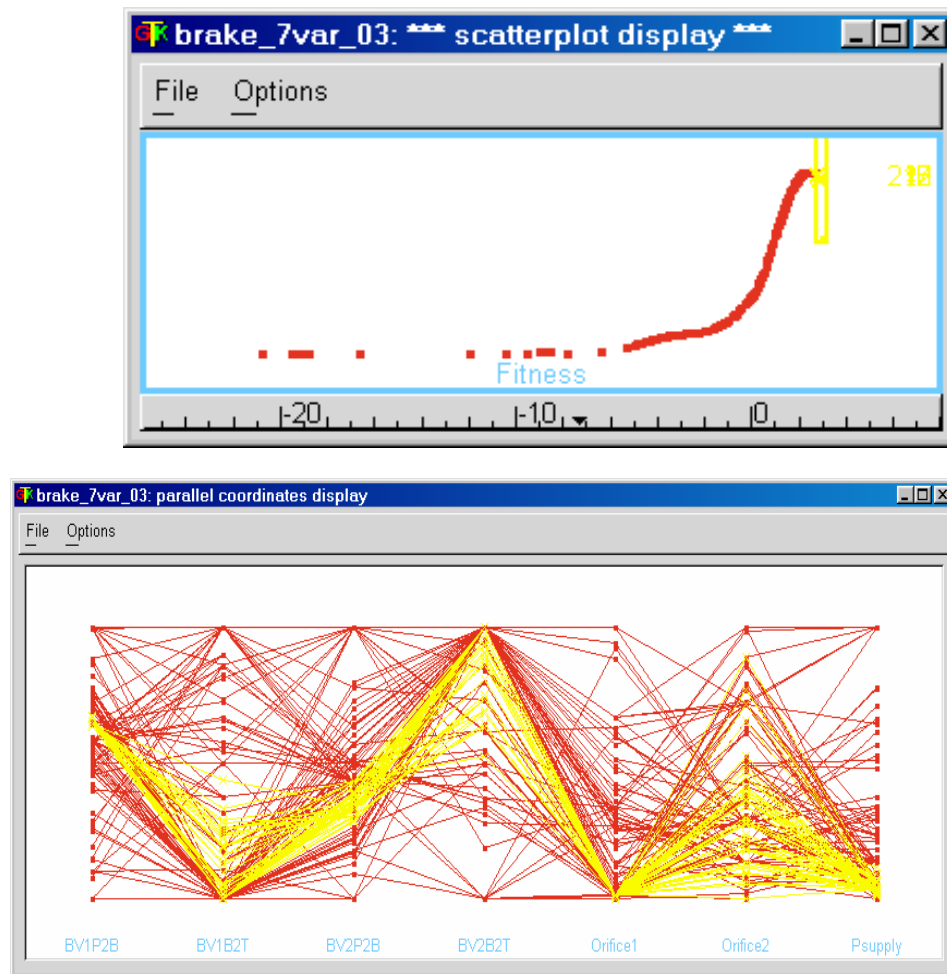 brake_7var_03: *** scatterplot display ***
File Options
Fitness
-20 -10 0
brake_7var_03: parallel coordinates display
File Options
BV1P2B BV1B2T BV2P2B BV2B2T Orifice1 Orifice2 Psupply